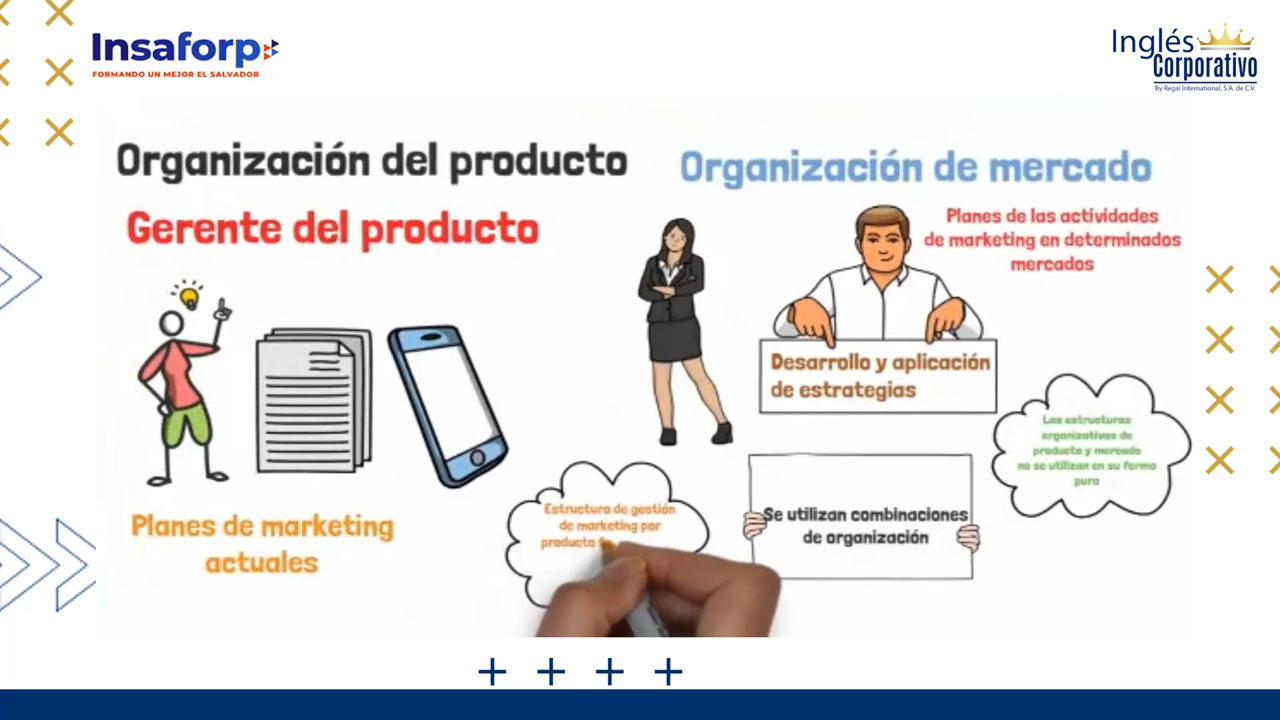 Insaforp
FORMANDO UN MEJOR EL SALVADOR
Inglés
Corporativo
By Regal International, S.A. de C.V.
Organización del producto
Gerente del producto
Planes de marketing
actuales
Organización de mercado
Planes de las actividades
de marketing en determinados
mercados
Desarrollo y aplicación
de estrategias
Las estructuras
organizativas de
producto y mercado
no se utilizan en su forma
pura
Se utilizan combinaciones
de organización
Estructura de gestión
de marketing por
producto